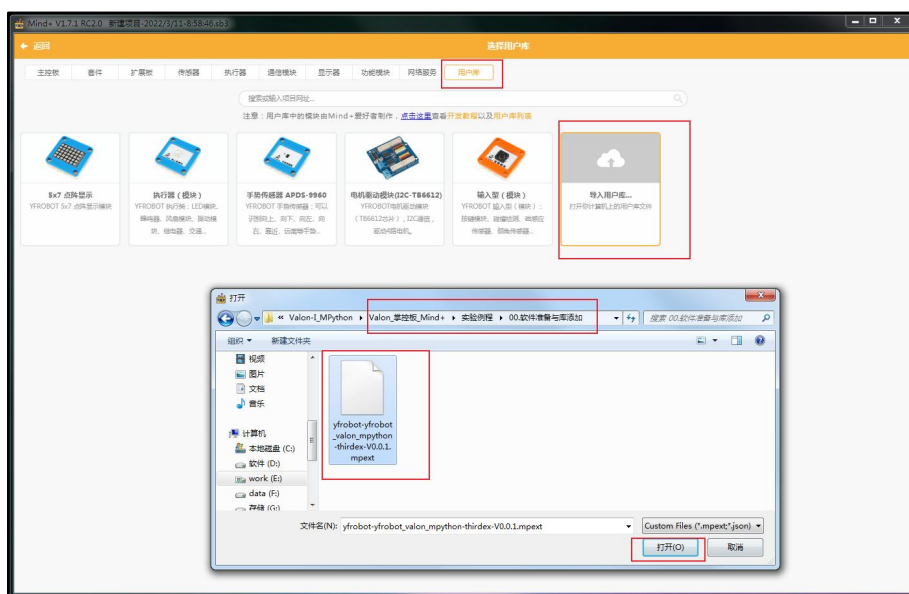 Mind+ V1.7.1 RC2.0 新建项目-2022/3/11-8:58:46.sb3
返回
选择用户库
主控板 套件 扩展板 传感器 执行器 通信模块 显示器 功能模块 网络服务 用户库
搜索或输入项目网址...
注意：用户库中的模块由Mind+爱好者制作，点击这里查看开发教程以及用户库列表
5x7 点阵显示
YFROBOT 5x7 点阵显示模块
执行器（模块）
YFROBOT 执行类：LED模块、
蜂鸣器、风扇模块、振动模
块、继电器、交通...
手势传感器 APDS-9960
YFROBOT 手势传感器：可以
识别向上、向下、向左、向
右、靠近、远离等手势...
电机驱动模块(I2C-TB6612)
YFROBOT电机驱动模块
（TB6612芯片），I2C通信，
驱动4路电机。
输入型（模块）
YFROBOT 输入型（模块）：
按键模块、碰撞检测、触摸
传感器、倾角传感器...
导入用户库...
打开你计算机上的用户库文件
打开
« Valon-I_MPython ▸ Valon_掌控板_Mind+ ▸ 实验例程 ▸ 00.软件准备与库添加
搜索 00.软件准备与库添加
组织 新建文件夹
视频
图片
文档
音乐
计算机
本地磁盘 (C:)
软件 (D:)
work (E:)
data (F:)
存储 (G:)
yfrobot-yfrobot
_valon_mpython
-thirdex-V0.0.1.
mpext
文件名(N): yfrobot-yfrobot_valon_mpython-thirdex-V0.0.1.mpext
Custom Files (*.mpext;*.json)
打开(O) 取消